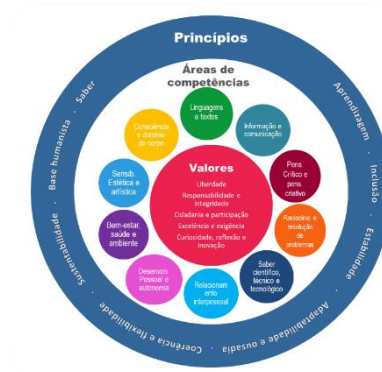 Princípios
Áreas de
competências
Linguagens
e textos
Informação e
comunicação
Pens
Crítico e
pens.
criativo
Raciocínio e
resolução
de
problemas
Saber
científico,
técnico e
tecnológico
Relacionam
ento
interpessoal
Desenvolv
Pessoal e
autonomia
Bem-estar,
saúde e
ambiente
Sensib.
Estética e
artística
Consciência
e domínio
do corpo
Valores
Liberdade
Responsabilidade e
integridade
Cidadania e participação
Excelência e exigência
Curiosidade, reflexão e
inovação
Aprendizagem · Inclusão · Estabilidade · Adaptabilidade e ousadia · Coerência e flexibilidade · Sustentabilidade · Base humanista · Saber